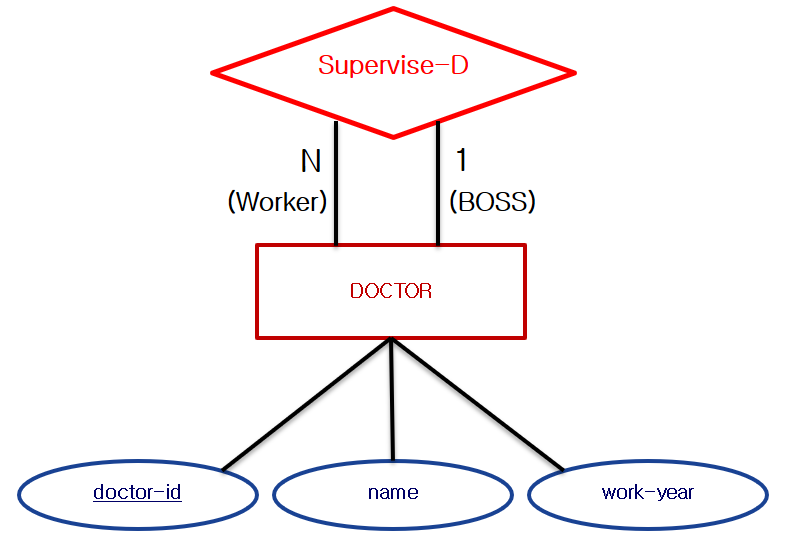 Supervise-D
N 1
(Worker) (BOSS)
DOCTOR
doctor-id name work-year